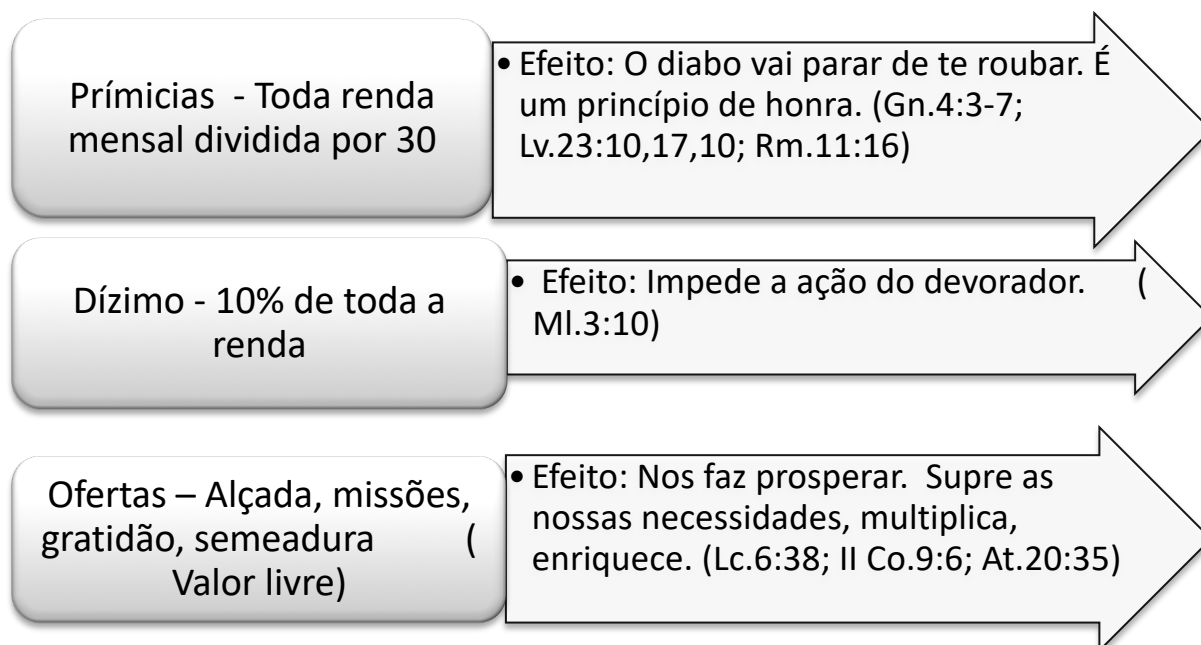 Prímicias - Toda renda
mensal dividida por 30
• Efeito: O diabo vai parar de te roubar. É
um princípio de honra. (Gn.4:3-7;
Lv.23:10,17,10; Rm.11:16)
Dízimo - 10% de toda a
renda
• Efeito: Impede a ação do devorador. (
Ml.3:10)
Ofertas – Alçada, missões,
gratidão, semeadura (
Valor livre)
• Efeito: Nos faz prosperar. Supre as
nossas necessidades, multiplica,
enriquece. (Lc.6:38; II Co.9:6; At.20:35)